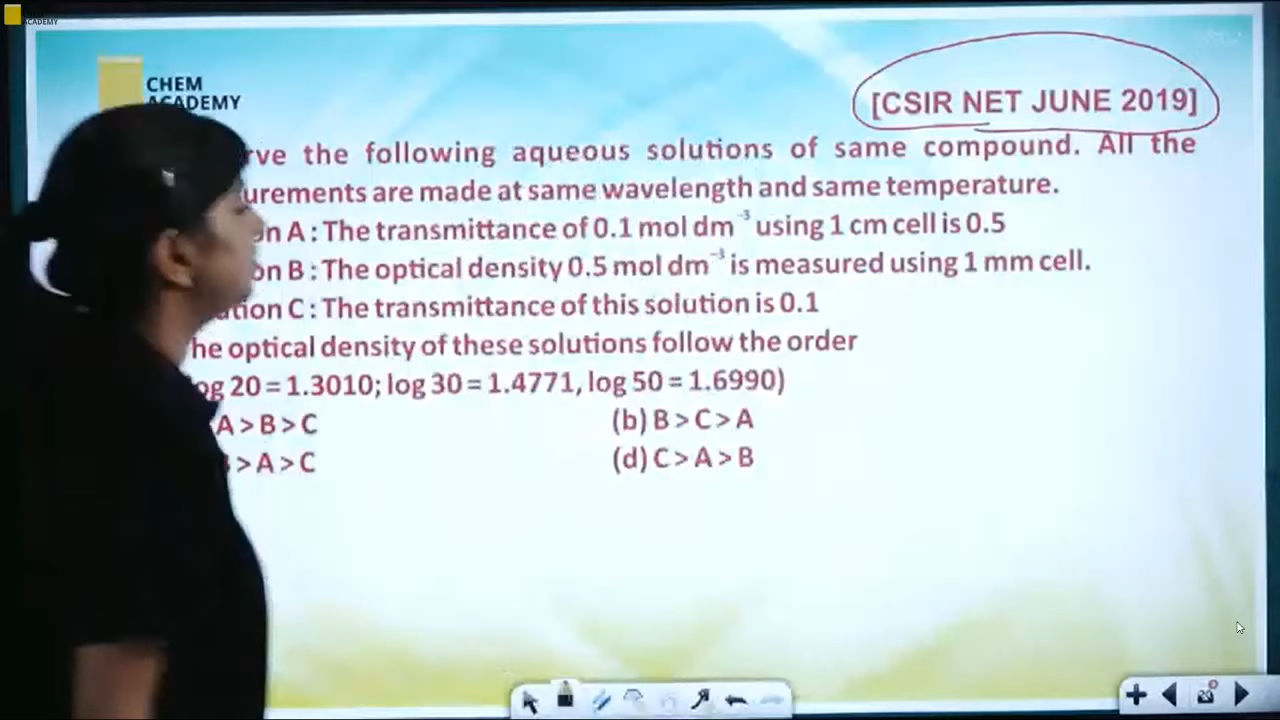 ACADEMY
CHEM
ACADEMY
[CSIR NET JUNE 2019]
rve the following aqueous solutions of same compound. All the
urements are made at same wavelength and same temperature.
on A : The transmittance of 0.1 mol dm⁻³ using 1 cm cell is 0.5
on B : The optical density 0.5 mol dm⁻³ is measured using 1 mm cell.
tion C : The transmittance of this solution is 0.1
he optical density of these solutions follow the order
og 20 = 1.3010; log 30 = 1.4771, log 50 = 1.6990)
A > B > C
(b) B > C > A
> A > C
(d) C > A > B